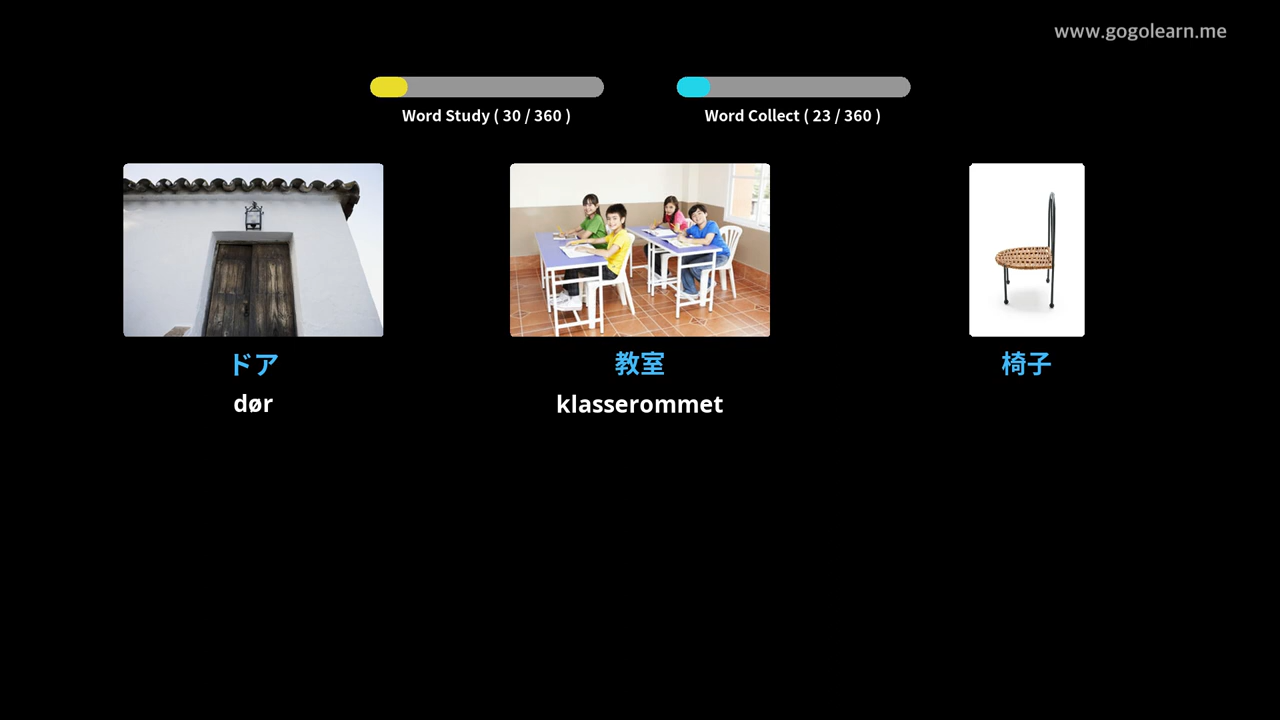 www.gogolearn.me
Word Study ( 30 / 360 )
Word Collect ( 23 / 360 )
ドア
教室
椅子
dør
klasserommet